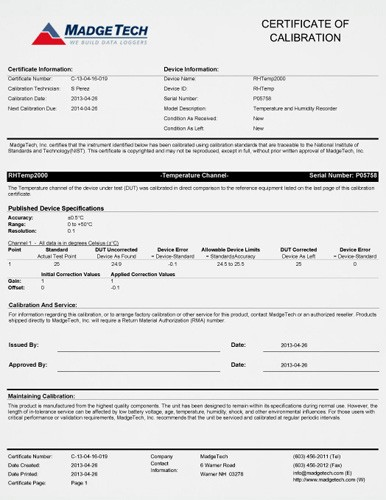 MADGETECH
WE BUILD DATA LOGGERS
CERTIFICATE OF
CALIBRATION
Certificate Information:
Device Information:
Certificate Number: C-13-04-16-019
Device Name: RHTemp2000
Calibration Technician: S Perez
Device ID: RHTemp
Calibration Date: 2013-04-26
Serial Number: P05758
Next Calibration Due: 2014-04-26
Model Description: Temperature and Humidity Recorder
Condition As Received: New
Condition As Left: New
MadgeTech, Inc. certifies that the instrument identified below has been calibrated using calibration standards that are traceable to the National Institute of
Standards and Technology(NIST). This certificate is copyrighted and may not be reproduced, except in full, without prior written approval of MadgeTech, Inc.
RHTemp2000 -Temperature Channel- Serial Number: P05758
The Temperature channel of the device under test (DUT) was calibrated in direct comparison to the reference equipment listed on the last page of this calibration
certificate.
Published Device Specifications
Accuracy: ±0.5°C
Range: 0 to +50°C
Resolution: 0.1
Channel 1 - All data is in degrees Celsius (±°C)
Point Standard DUT Uncorrected Device Error Allowable Device Limits DUT Corrected Device Error
Actual Test Point Device As Found = Device-Standard = Standard±Accuracy Device As Left = Device-Standard
1 25 24.9 -0.1 24.5 to 25.5 25 0
Initial Correction Values Applied Correction Values
Gain: 1 1
Offset: 0 -0.1
Calibration And Service:
For information regarding this calibration, or to arrange factory calibration or other service for this product, contact MadgeTech or an authorized reseller. Products
shipped directly to MadgeTech, Inc. will require a Return Material Authorization (RMA) number.
Issued By: Date: 2013-04-26
Approved By: Date: 2013-04-26
Maintaining Calibration:
This product is manufactured from the highest quality components. The unit has been designed to remain within its specifications during normal use. However, the
length of in-tolerance service can be affected by low battery voltage, age, temperature, humidity, shock, and other environmental influences. For those users with
critical performance or validation requirements, MadgeTech, Inc. recommends that the unit be serviced and calibrated at regular periodic intervals.
Certificate Number: C-13-04-16-019 Company MadgeTech (603) 456-2011 (Tel)
Date Created: 2013-04-26 Contact 6 Warner Road (603) 456-2012 (Fax)
Date Printed: 2013-04-26 Information: Warner NH 03278 info@madgetech.com (E)
Certificate Page: Page 1 http://www.madgetech.com (W)